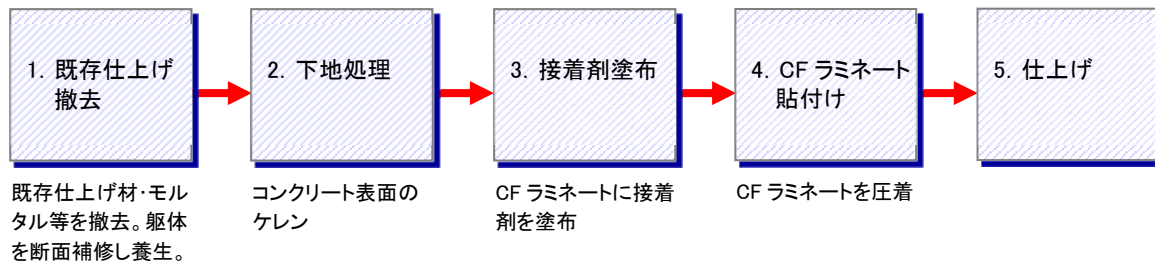 1. 既存仕上げ
撤去
2. 下地処理
3. 接着剤塗布
4. CF ラミネート
貼付け
5. 仕上げ
既存仕上げ材・モル
タル等を撤去。躯体
を断面補修し養生。
コンクリート表面の
ケレン
CF ラミネートに接着
剤を塗布
CF ラミネートを圧着